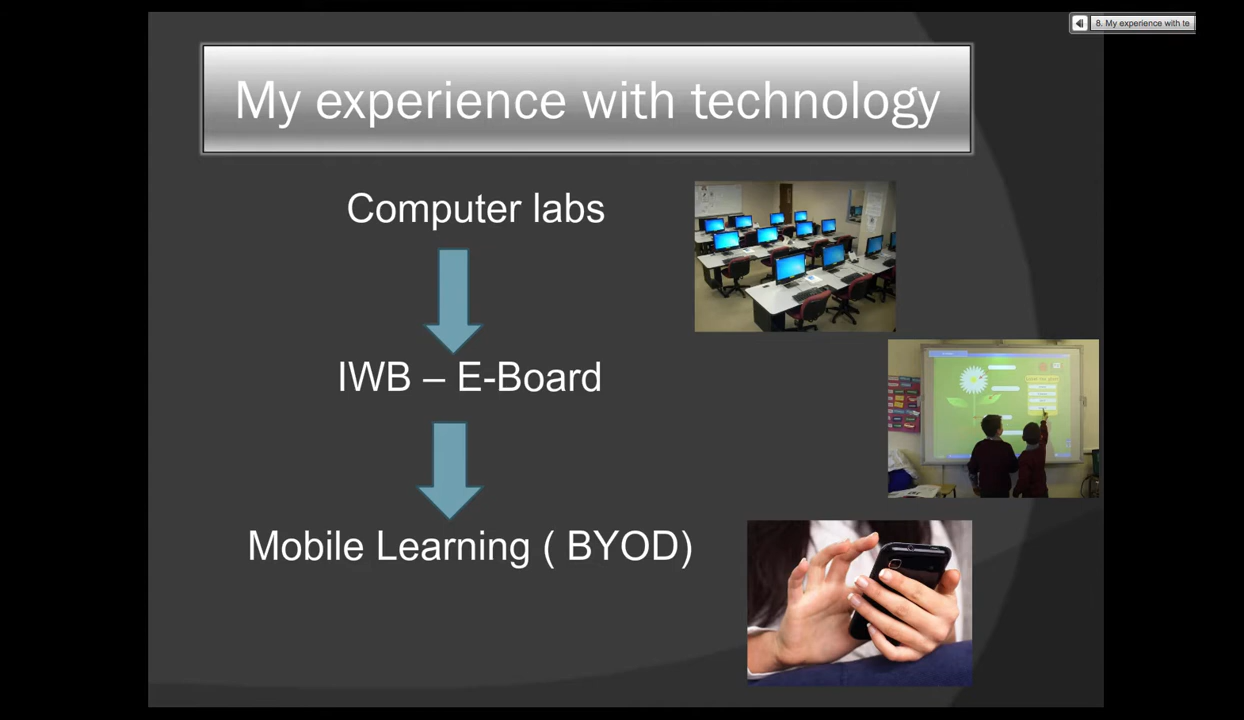 8. My experience with te
My experience with technology
Computer labs
IWB – E-Board
Mobile Learning ( BYOD)